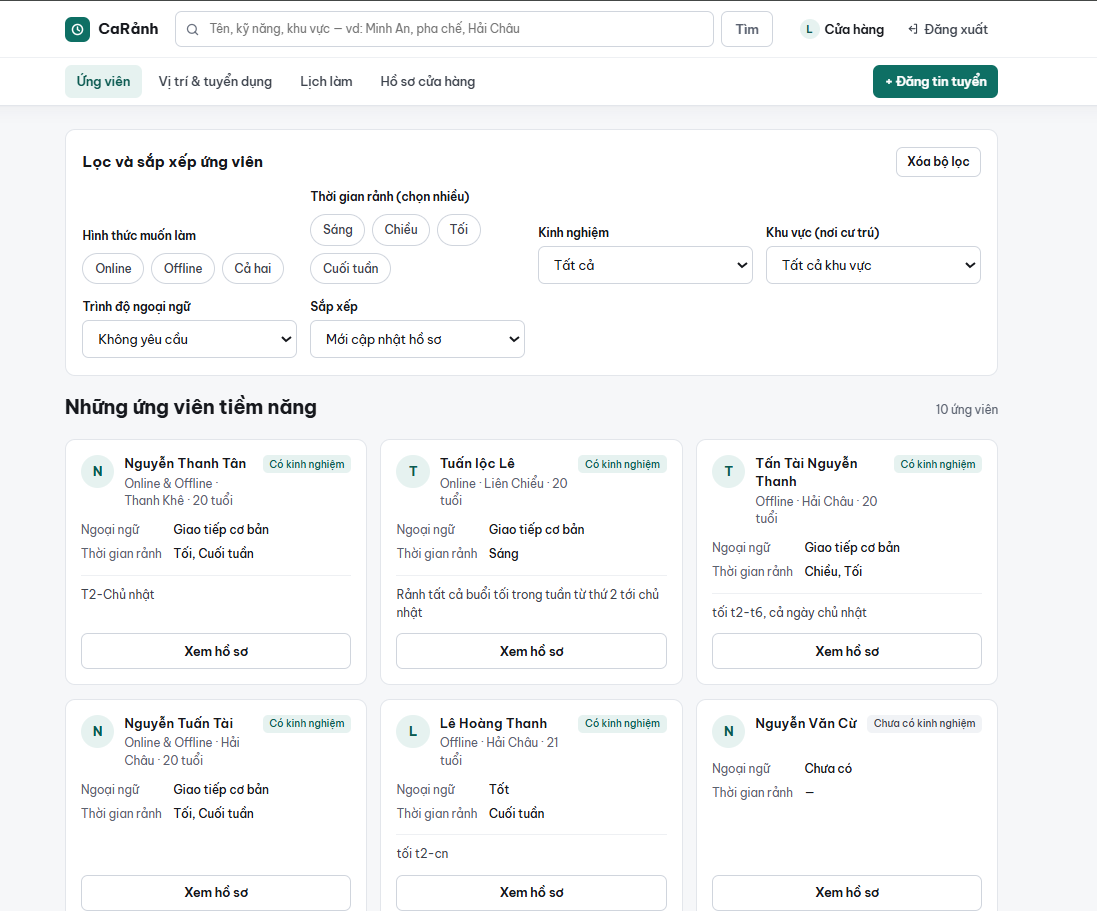 CaRảnh
Tên, kỹ năng, khu vực — vd: Minh An, pha chế, Hải Châu
Tìm
L Cửa hàng
Đăng xuất
Ứng viên
Vị trí & tuyển dụng
Lịch làm
Hồ sơ cửa hàng
+ Đăng tin tuyển
Lọc và sắp xếp ứng viên
Xóa bộ lọc
Hình thức muốn làm
Online Offline Cả hai
Thời gian rảnh (chọn nhiều)
Sáng Chiều Tối
Cuối tuần
Kinh nghiệm
Tất cả
Khu vực (nơi cư trú)
Tất cả khu vực
Trình độ ngoại ngữ
Không yêu cầu
Sắp xếp
Mới cập nhật hồ sơ
Những ứng viên tiềm năng
10 ứng viên
N
Nguyễn Thanh Tân
Có kinh nghiệm
Online & Offline ·
Thanh Khê · 20 tuổi
Ngoại ngữ Giao tiếp cơ bản
Thời gian rảnh Tối, Cuối tuần
T2-Chủ nhật
Xem hồ sơ
T
Tuấn lộc Lê
Có kinh nghiệm
Online · Liên Chiểu · 20
tuổi
Ngoại ngữ Giao tiếp cơ bản
Thời gian rảnh Sáng
Rảnh tất cả buổi tối trong tuần từ thứ 2 tới chủ
nhật
Xem hồ sơ
T
Tấn Tài Nguyễn
Thanh
Có kinh nghiệm
Offline · Hải Châu · 20
tuổi
Ngoại ngữ Giao tiếp cơ bản
Thời gian rảnh Chiều, Tối
tối t2-t6, cả ngày chủ nhật
Xem hồ sơ
N
Nguyễn Tuấn Tài
Có kinh nghiệm
Online & Offline · Hải
Châu · 20 tuổi
Ngoại ngữ Giao tiếp cơ bản
Thời gian rảnh Tối, Cuối tuần
Xem hồ sơ
L
Lê Hoàng Thanh
Có kinh nghiệm
Offline · Hải Châu · 21
tuổi
Ngoại ngữ Tốt
Thời gian rảnh Cuối tuần
tối t2-cn
Xem hồ sơ
N
Nguyễn Văn Cừ
Chưa có kinh nghiệm
Ngoại ngữ Chưa có
Thời gian rảnh —
Xem hồ sơ